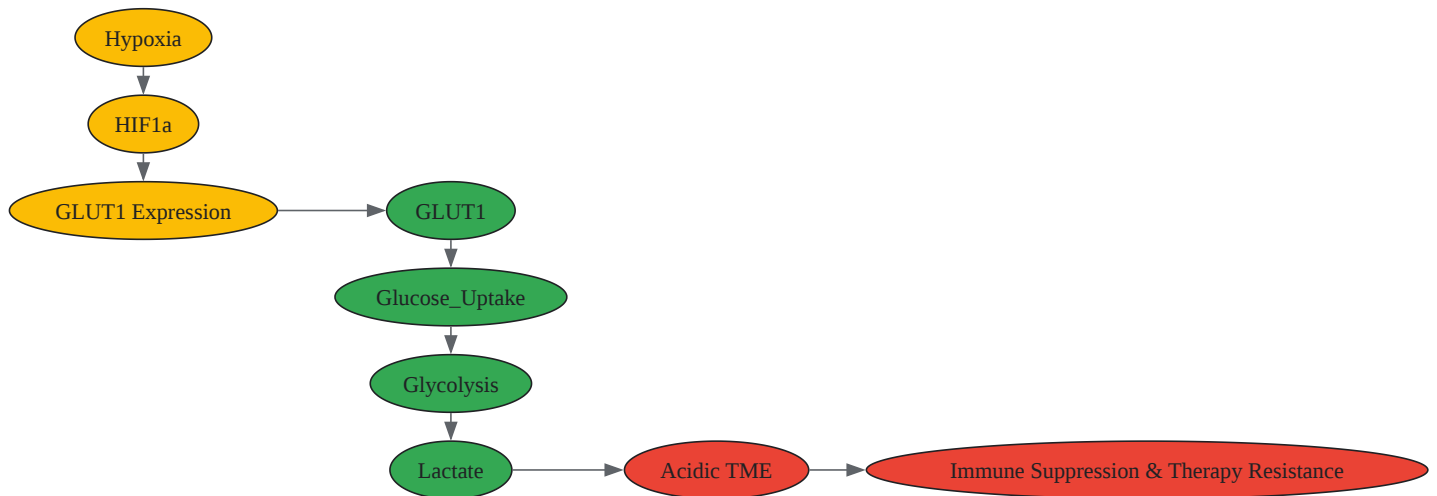 Hypoxia
HIF1a
GLUT1 Expression
GLUT1
Glucose_Uptake
Glycolysis
Lactate
Acidic TME
Immune Suppression & Therapy Resistance